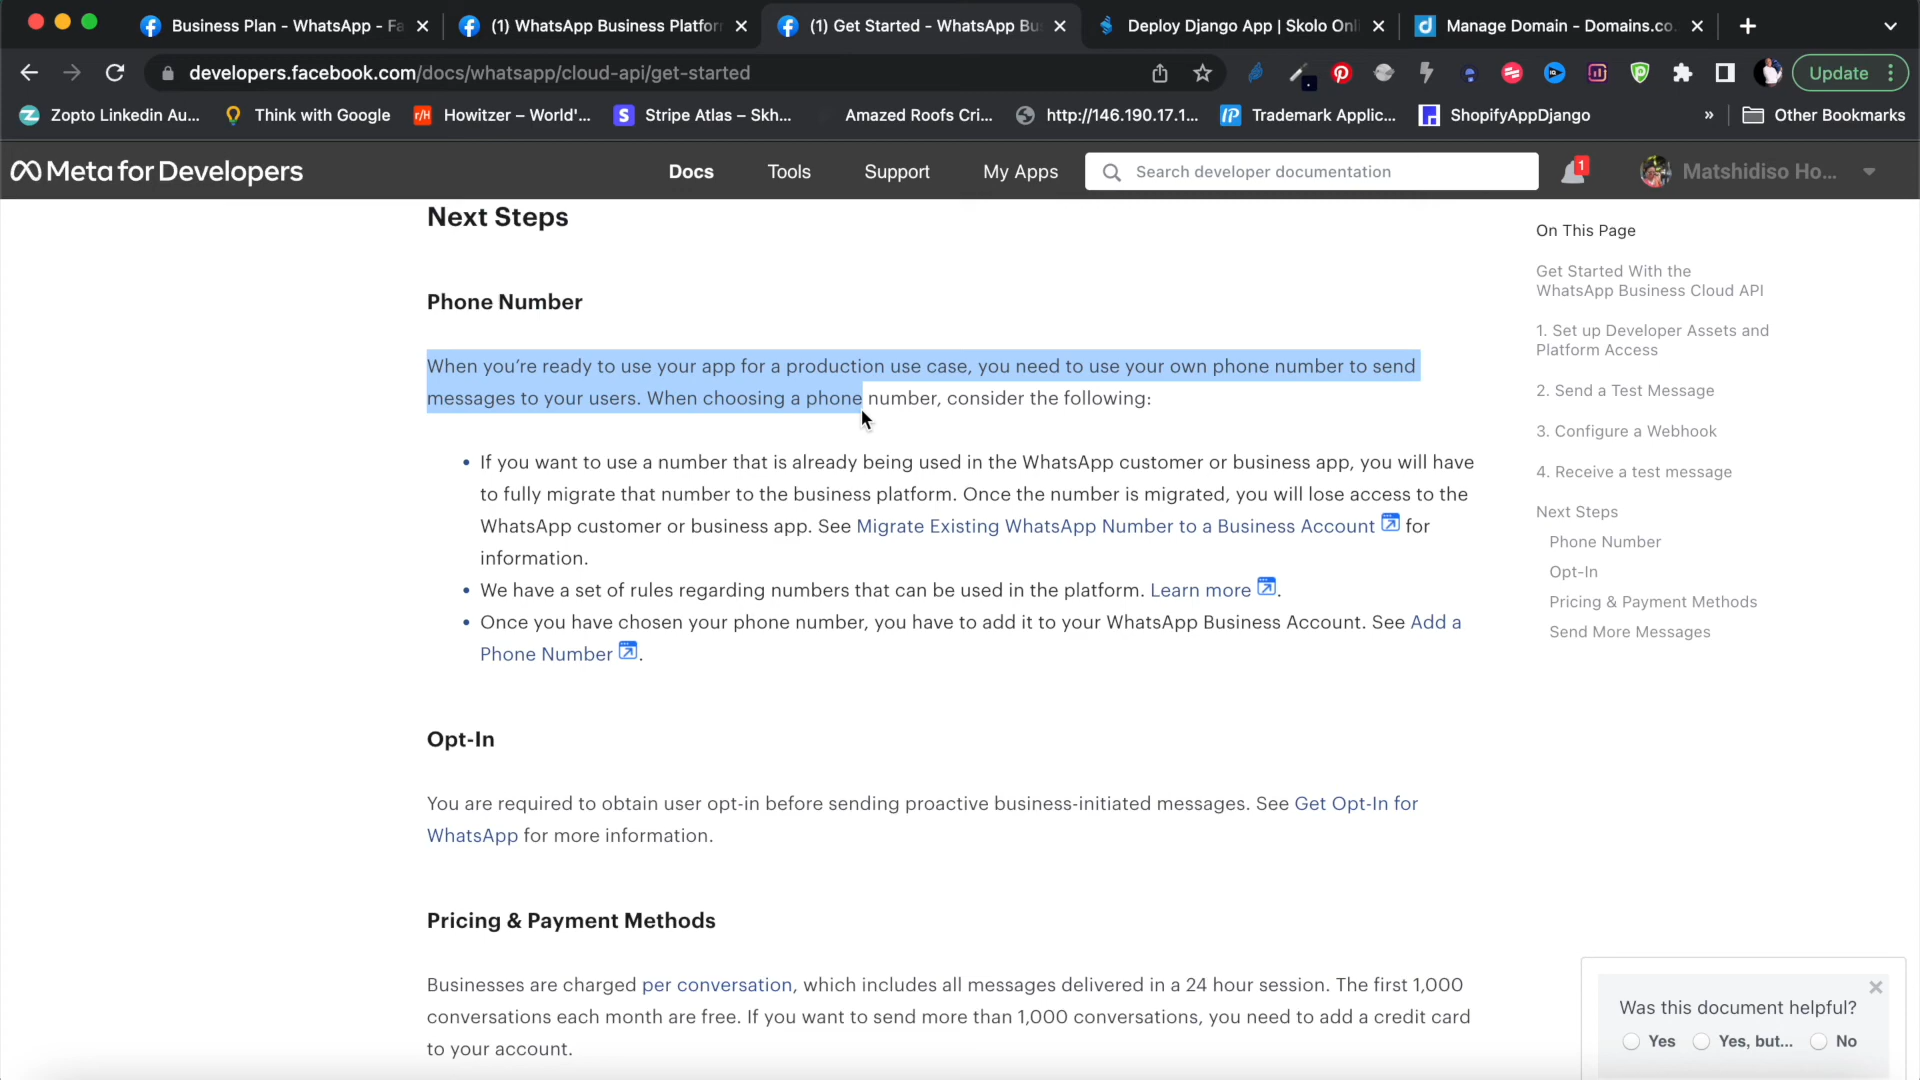 Business Plan - WhatsApp - Fa
(1) WhatsApp Business Platfor
(1) Get Started - WhatsApp Bu
Deploy Django App | Skolo Onl
Manage Domain - Domains.co.
developers.facebook.com/docs/whatsapp/cloud-api/get-started
Update
Zopto Linkedin Au...
Think with Google
Howitzer – World'...
Stripe Atlas – Skh...
Amazed Roofs Cri...
http://146.190.17.1...
Trademark Applic...
ShopifyAppDjango
»
Other Bookmarks
Meta for Developers
Docs
Tools
Support
My Apps
Search developer documentation
1
Matshidiso Ho...
Next Steps
Phone Number
When you’re ready to use your app for a production use case, you need to use your own phone number to send
messages to your users. When choosing a phone number, consider the following:
• If you want to use a number that is already being used in the WhatsApp customer or business app, you will have
to fully migrate that number to the business platform. Once the number is migrated, you will lose access to the
WhatsApp customer or business app. See Migrate Existing WhatsApp Number to a Business Account for
information.
• We have a set of rules regarding numbers that can be used in the platform. Learn more.
• Once you have chosen your phone number, you have to add it to your WhatsApp Business Account. See Add a
Phone Number.
Opt-In
You are required to obtain user opt-in before sending proactive business-initiated messages. See Get Opt-In for
WhatsApp for more information.
Pricing & Payment Methods
Businesses are charged per conversation, which includes all messages delivered in a 24 hour session. The first 1,000
conversations each month are free. If you want to send more than 1,000 conversations, you need to add a credit card
to your account.
On This Page
Get Started With the
WhatsApp Business Cloud API
1. Set up Developer Assets and
Platform Access
2. Send a Test Message
3. Configure a Webhook
4. Receive a test message
Next Steps
Phone Number
Opt-In
Pricing & Payment Methods
Send More Messages
Was this document helpful?
Yes
Yes, but...
No